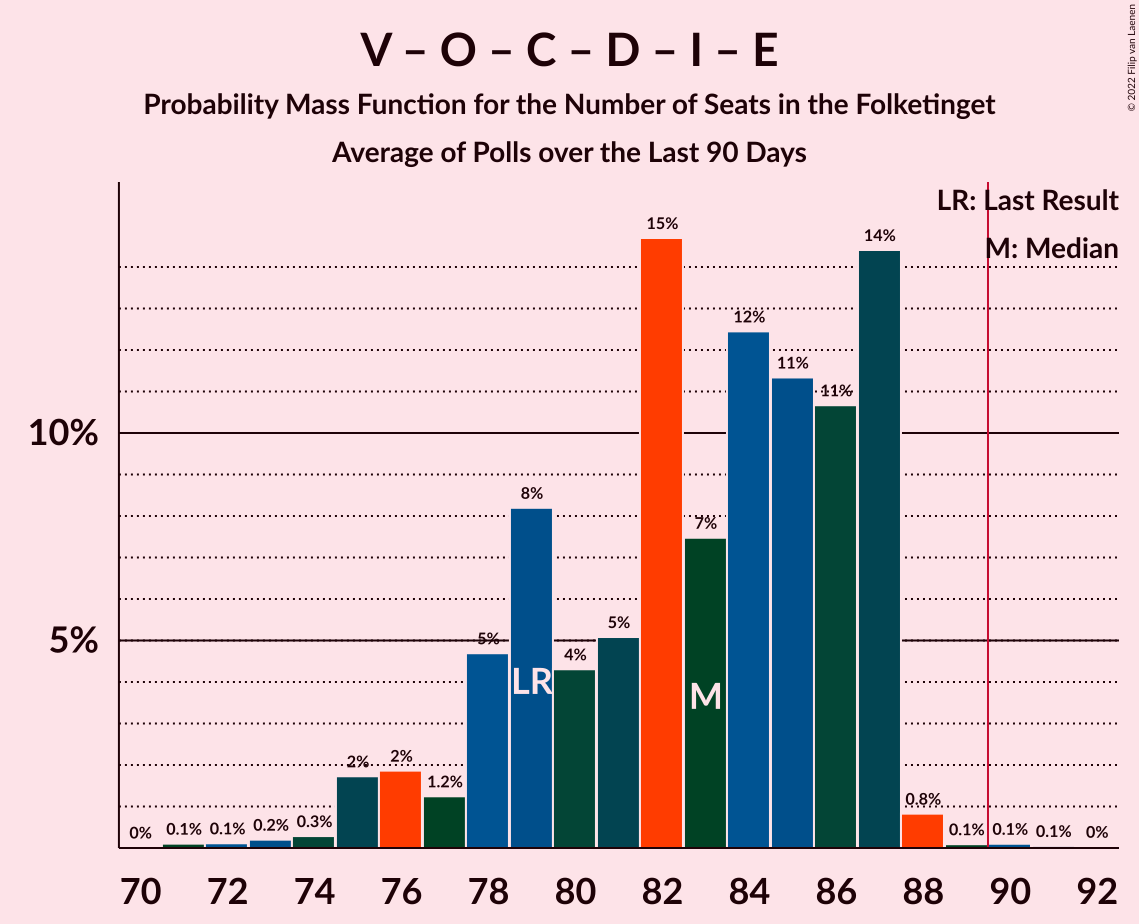 V – O – C – D – I – E
Probability Mass Function for the Number of Seats in the Folketinget
Average of Polls over the Last 90 Days
© 2022 Filip van Laenen
LR: Last Result
M: Median
10%
5%
0% 0.1% 0.1% 0.2% 0.3% 2% 2% 1.2% 5% 8% 4% 5% 15% 7% 12% 11% 11% 14% 0.8% 0.1% 0.1% 0.1% 0%
LR
M
70 72 74 76 78 80 82 84 86 88 90 92